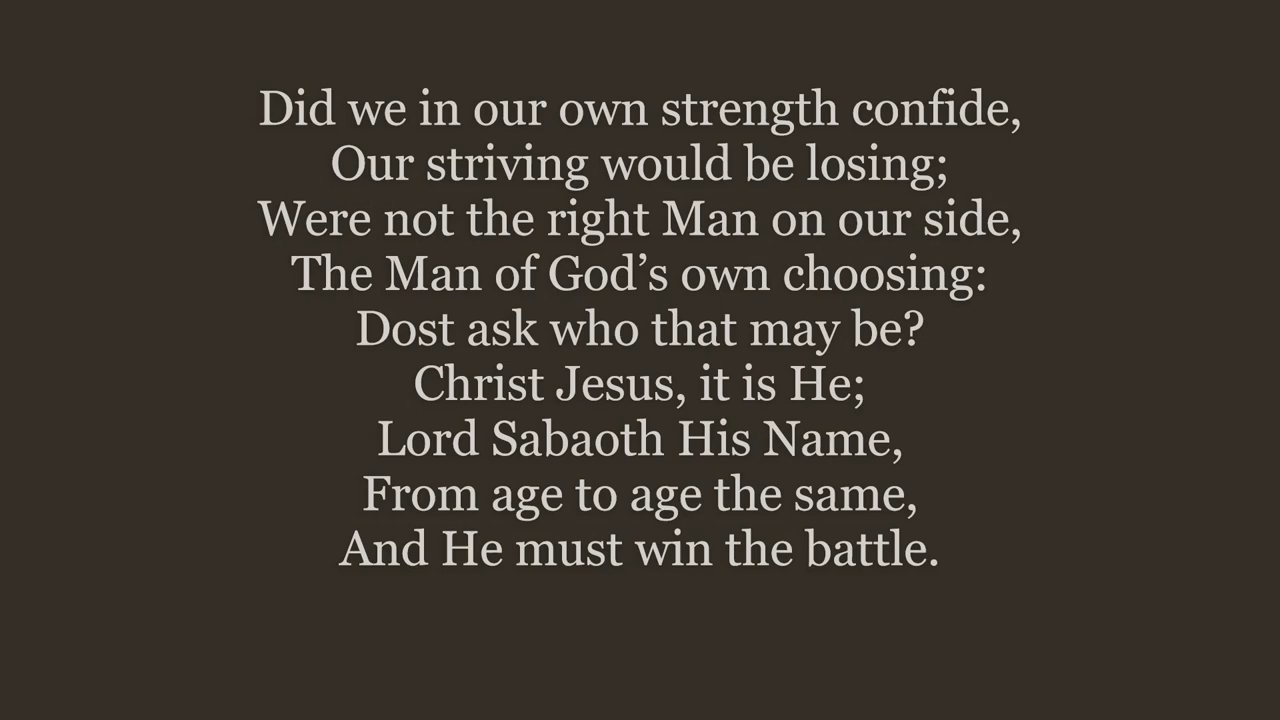 Did we in our own strength confide,
Our striving would be losing;
Were not the right Man on our side,
The Man of God’s own choosing:
Dost ask who that may be?
Christ Jesus, it is He;
Lord Sabaoth His Name,
From age to age the same,
And He must win the battle.